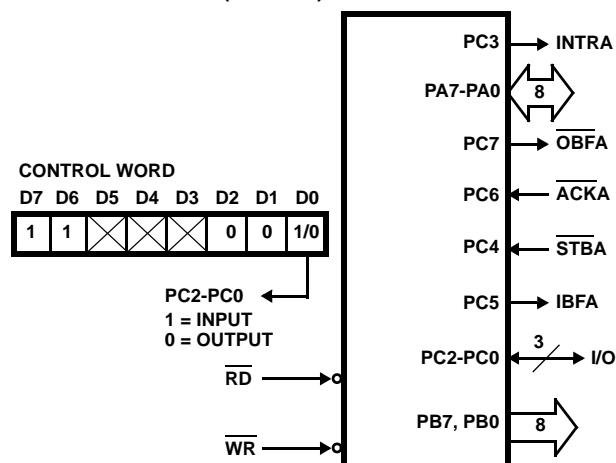 PC3 INTRA
PA7-PA0 8
PC7 OBFA
CONTROL WORD
D7 D6 D5 D4 D3 D2 D1 D0
1 1 0 0 1/0
PC6 ACKA
PC4 STBA
PC2-PC0
1 = INPUT
0 = OUTPUT
PC5 IBFA
PC2-PC0 3 I/O
RD
PB7, PB0 8
WR